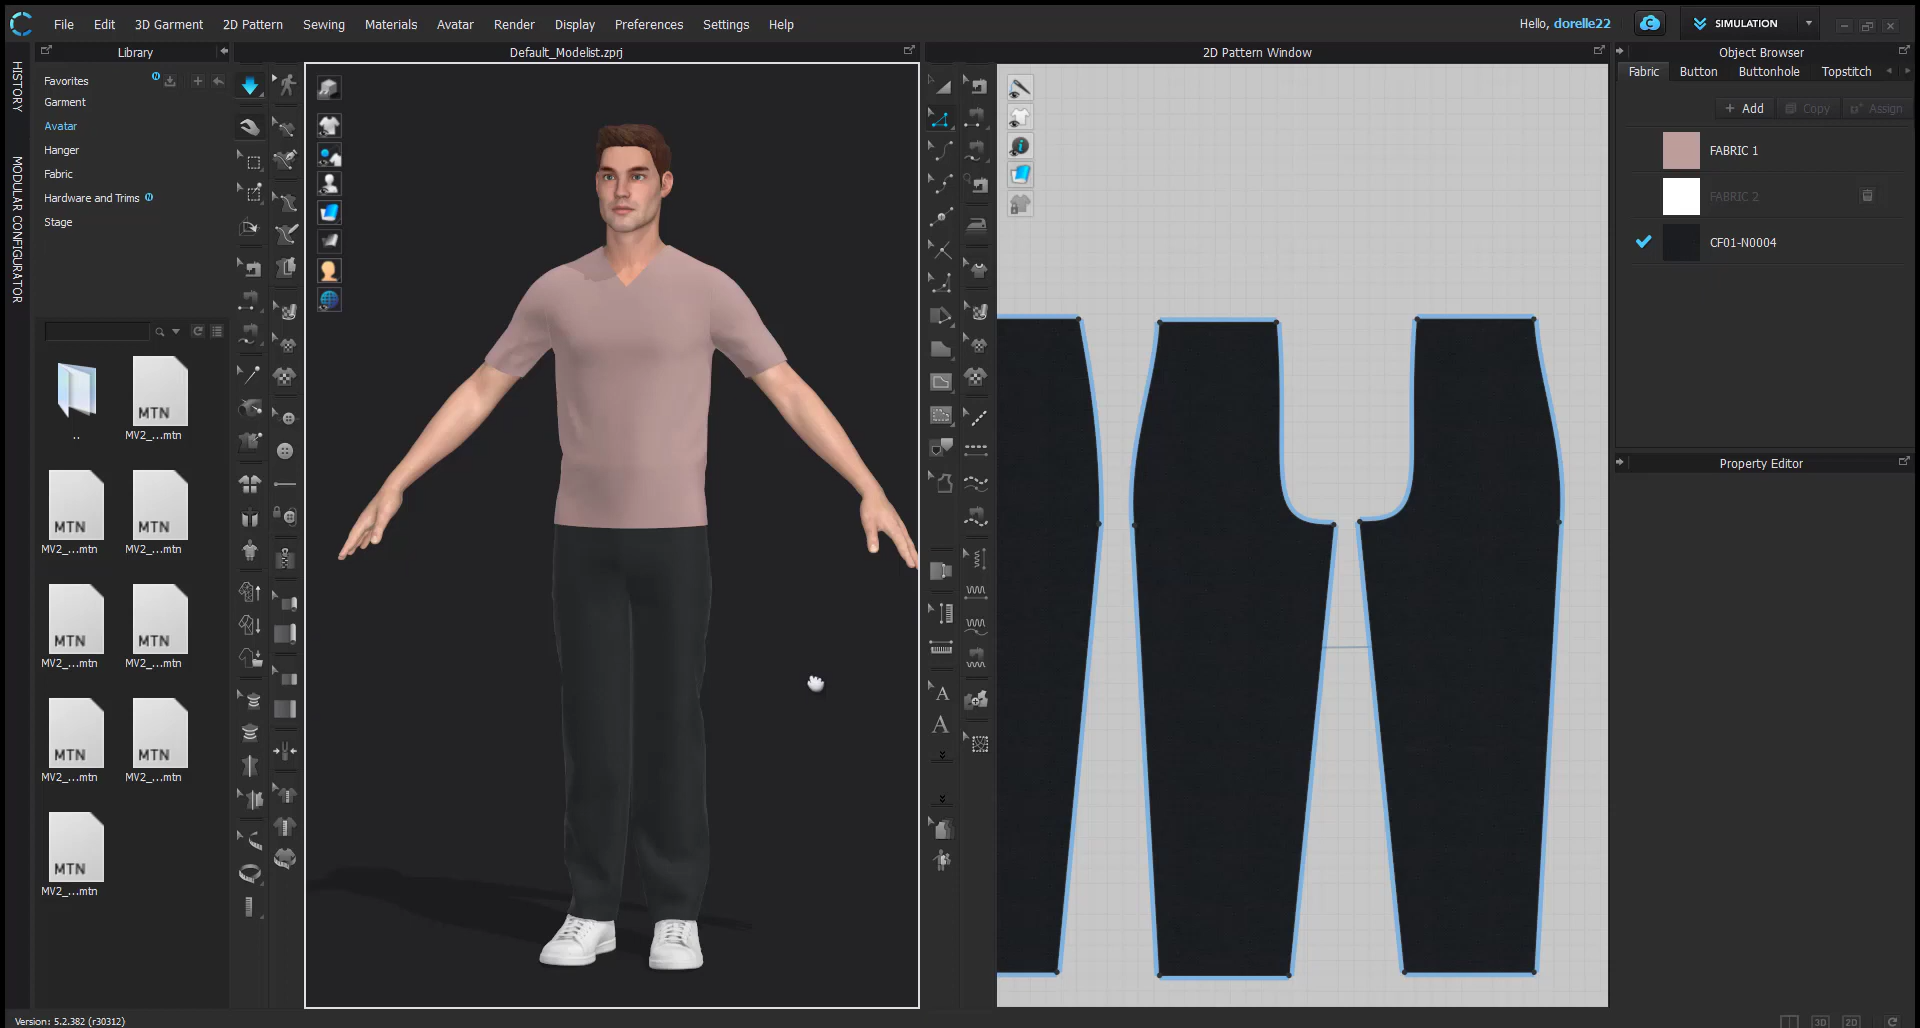 File Edit 3D Garment 2D Pattern Sewing Materials Avatar Render Display Preferences Settings Help
Hello, dorelle22
SIMULATION
HISTORY
MODULAR CONFIGURATOR
Library
Favorites
Garment
Avatar
Hanger
Fabric
Hardware and Trims
Stage
..
MTN
MV2_...mtn
MTN
MV2_...mtn
MTN
MV2_...mtn
MTN
MV2_...mtn
MTN
MV2_...mtn
MTN
MV2_...mtn
MTN
MV2_...mtn
MTN
MV2_...mtn
Default_Modelist.zprj
2D Pattern Window
Object Browser
Fabric Button Buttonhole Topstitch
+ Add Copy Assign
FABRIC 1
FABRIC 2
CF01-N0004
Property Editor
A
A
Version: 5.2.382 (r30312)
3D 2D